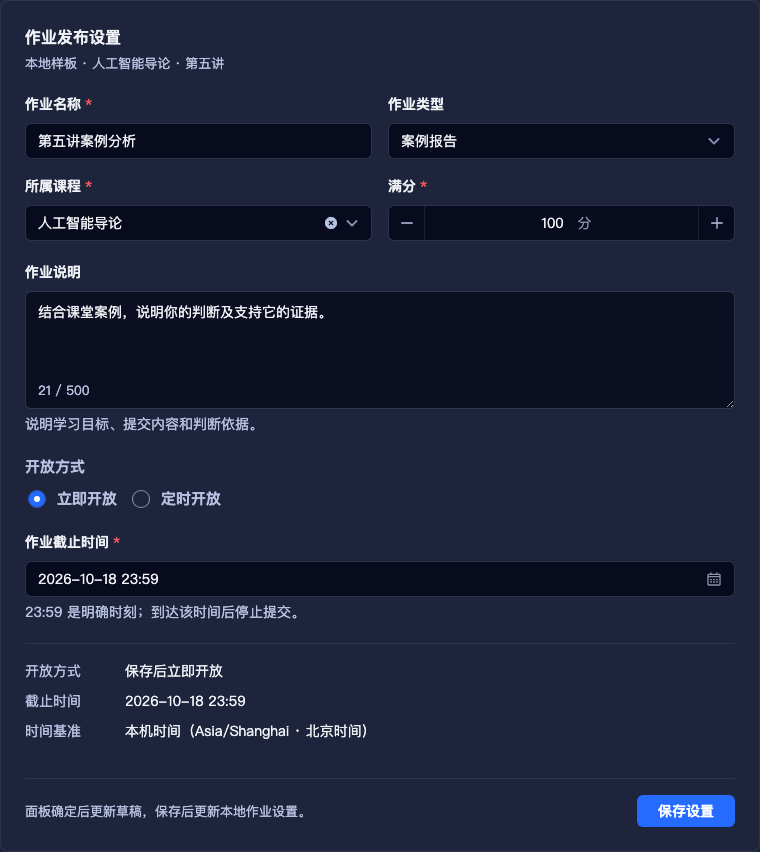 作业发布设置
本地样板 · 人工智能导论 · 第五讲
作业名称 *
作业类型
第五讲案例分析
案例报告
所属课程 *
满分 *
人工智能导论
100 分
作业说明
结合课堂案例，说明你的判断及支持它的证据。
21 / 500
说明学习目标、提交内容和判断依据。
开放方式
立即开放 定时开放
作业截止时间 *
2026-10-18 23:59
23:59 是明确时刻；到达该时间后停止提交。
开放方式 保存后立即开放
截止时间 2026-10-18 23:59
时间基准 本机时间（Asia/Shanghai · 北京时间）
面板确定后更新草稿，保存后更新本地作业设置。
保存设置